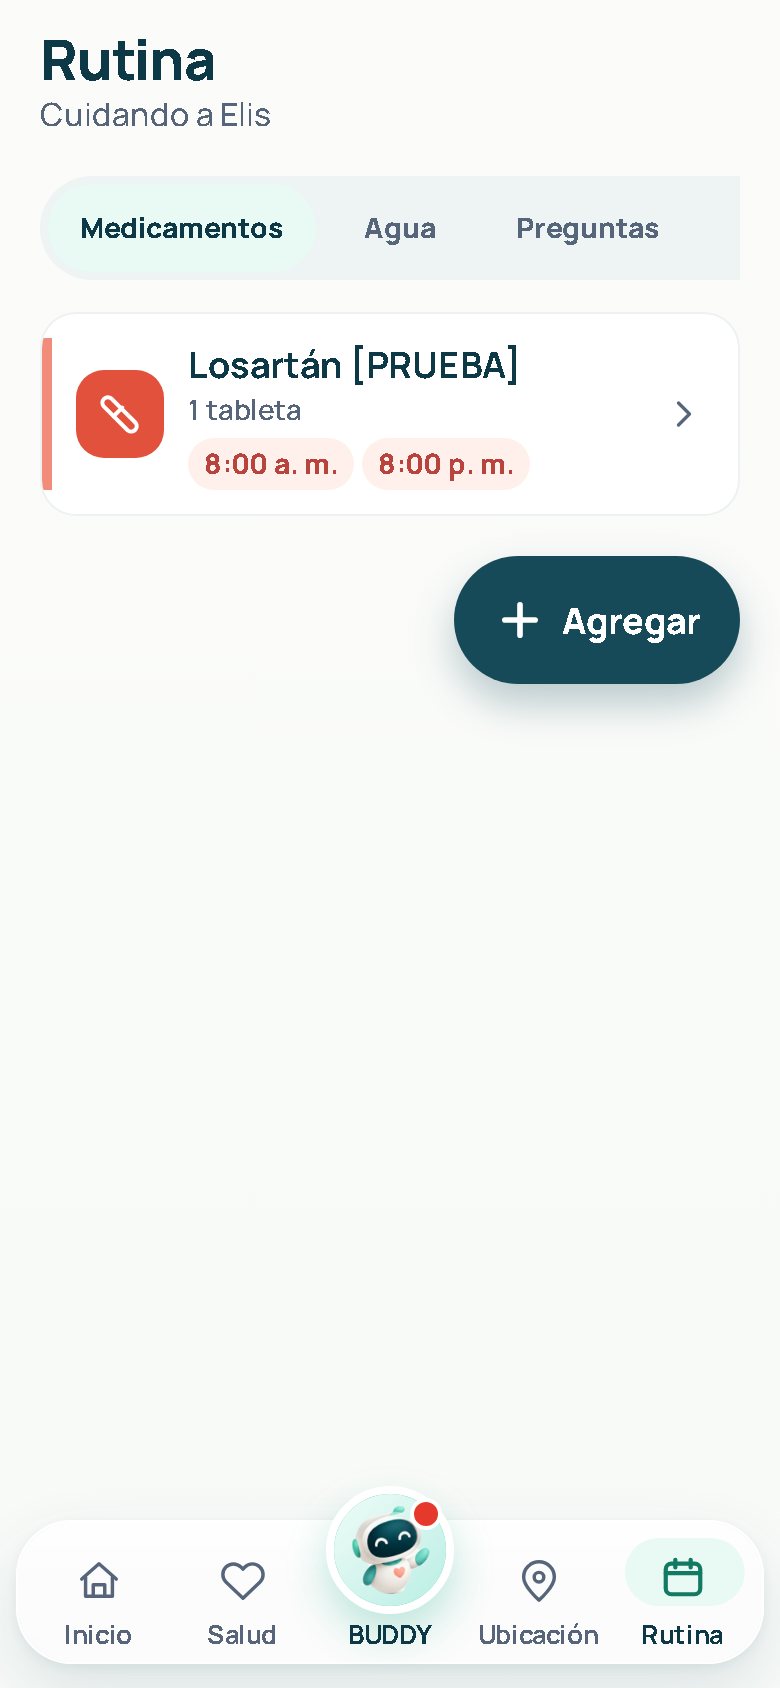 Rutina
Cuidando a Elis
Medicamentos Agua Preguntas
Losartán [PRUEBA]
1 tableta
8:00 a. m. 8:00 p. m.
Agregar
Inicio Salud BUDDY Ubicación Rutina